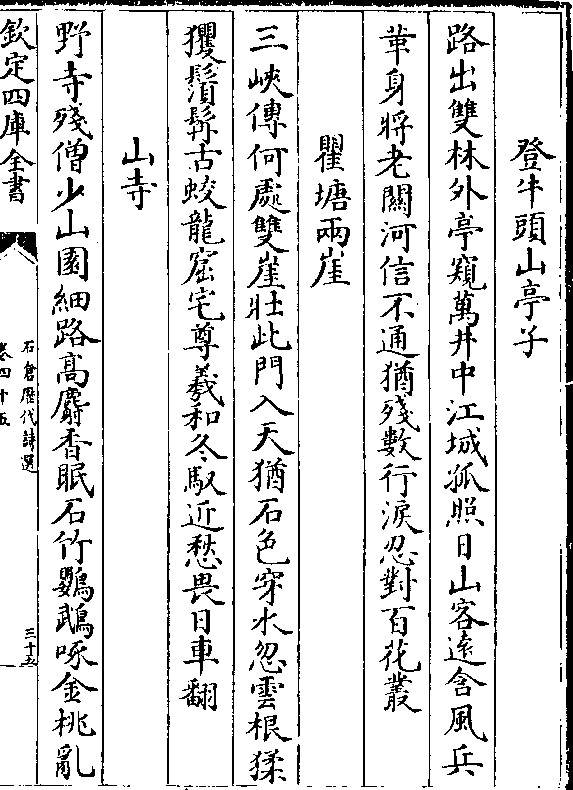 登牛頭山亭子
路出雙林外亭窺萬井中江城孤照日山客遠含風兵
革身將老關河信不通猶殘數行淚忍對百花叢
瞿塘兩崖
三峽傳何處雙崖壯此門入天猶石色穿水忽雲根猱
玃鬚髯古蛟龍窟宅尊羲和冬馭近愁畏日車翻
山寺
野寺殘僧少山園細路高麝香眠石竹鸚鵡啄金桃亂
欽定四庫全書
石倉歷代詩選
卷四十五
三十五